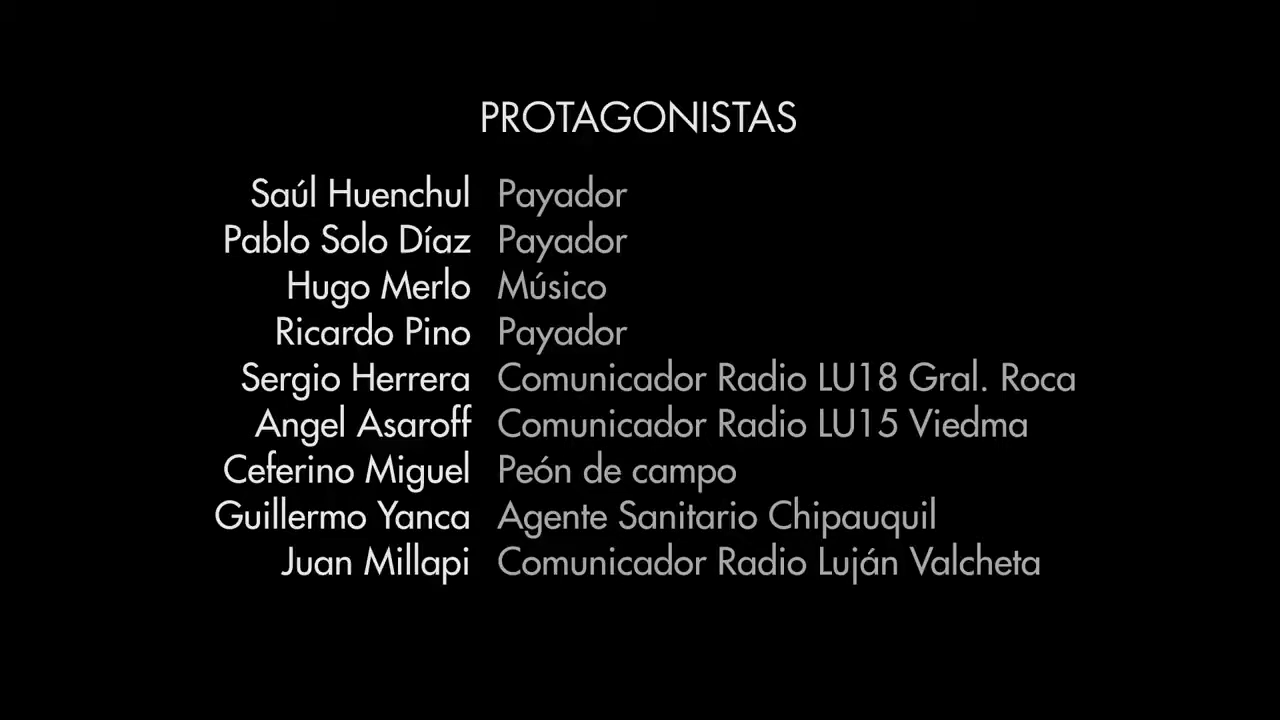 PROTAGONISTAS
Saúl Huenchul Payador
Pablo Solo Díaz Payador
Hugo Merlo Músico
Ricardo Pino Payador
Sergio Herrera Comunicador Radio LU18 Gral. Roca
Angel Asaroff Comunicador Radio LU15 Viedma
Ceferino Miguel Peón de campo
Guillermo Yanca Agente Sanitario Chipauquil
Juan Millapi Comunicador Radio Luján Valcheta